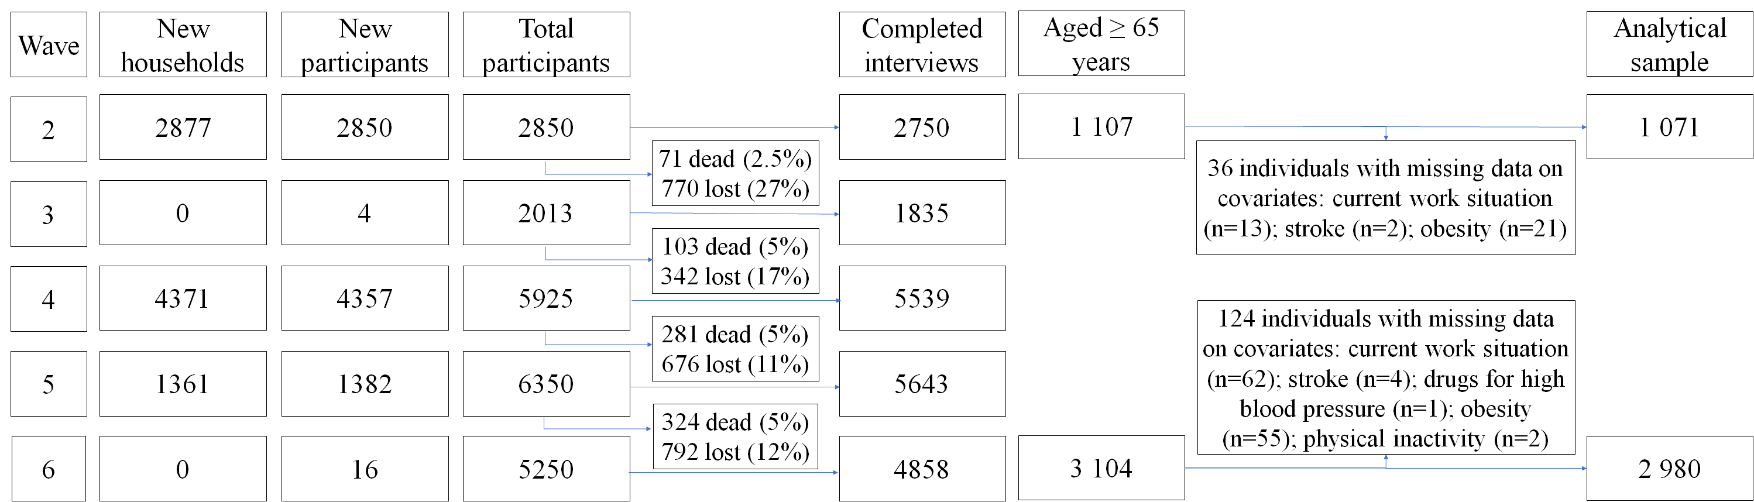 Wave
New
households
New
participants
Total
participants
Completed
interviews
Aged ≥ 65
years
Analytical
sample
2
2877
2850
2850
2750
1 107
1 071
71 dead (2.5%)
770 lost (27%)
36 individuals with missing data on
covariates: current work situation
(n=13); stroke (n=2); obesity (n=21)
3
0
4
2013
1835
103 dead (5%)
342 lost (17%)
4
4371
4357
5925
5539
281 dead (5%)
676 lost (11%)
124 individuals with missing data
on covariates: current work situation
(n=62); stroke (n=4); drugs for high
blood pressure (n=1); obesity
(n=55); physical inactivity (n=2)
5
1361
1382
6350
5643
324 dead (5%)
792 lost (12%)
6
0
16
5250
4858
3 104
2 980